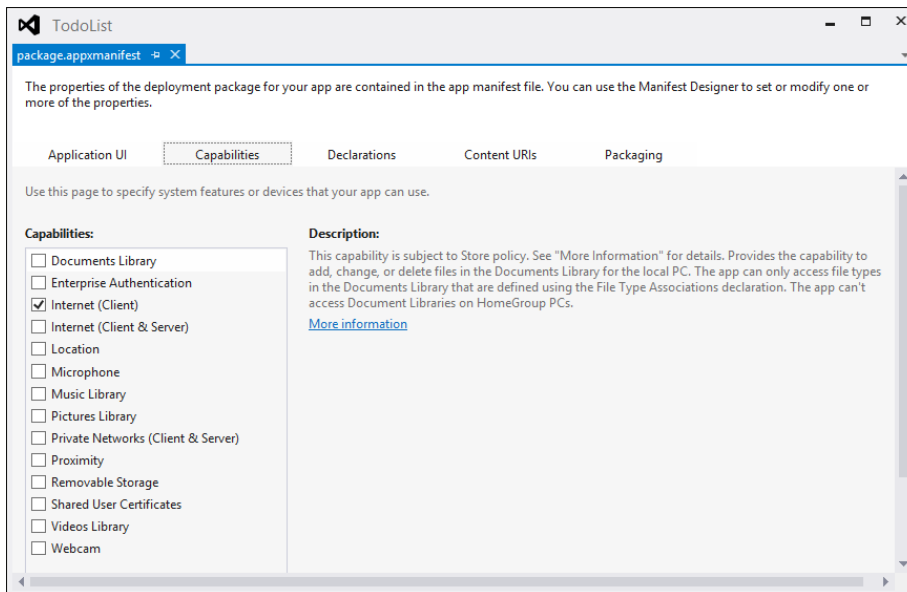 TodoList
package.appxmanifest
The properties of the deployment package for your app are contained in the app manifest file. You can use the Manifest Designer to set or modify one or
more of the properties.
Application UI Capabilities Declarations Content URIs Packaging
Use this page to specify system features or devices that your app can use.
Capabilities:
Documents Library
Enterprise Authentication
Internet (Client)
Internet (Client & Server)
Location
Microphone
Music Library
Pictures Library
Private Networks (Client & Server)
Proximity
Removable Storage
Shared User Certificates
Videos Library
Webcam
Description:
This capability is subject to Store policy. See "More Information" for details. Provides the capability to
add, change, or delete files in the Documents Library for the local PC. The app can only access file types
in the Documents Library that are defined using the File Type Associations declaration. The app can't
access Document Libraries on HomeGroup PCs.
More information